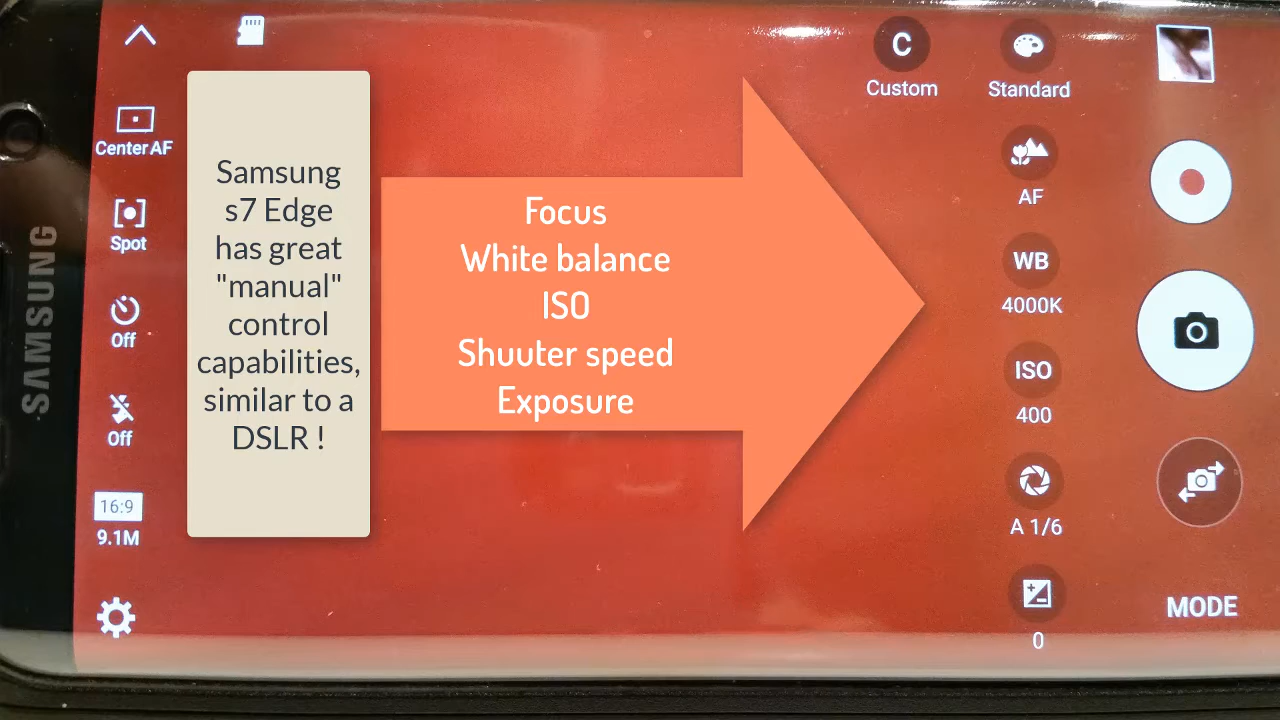 SAMSUNG
Center AF
Spot
Off
Off
16:9
9.1M
Samsung
s7 Edge
has great
"manual"
control
capabilities,
similar to a
DSLR !
Focus
White balance
ISO
Shuuter speed
Exposure
C
Custom
Standard
AF
WB
4000K
ISO
400
A 1/6
0
MODE